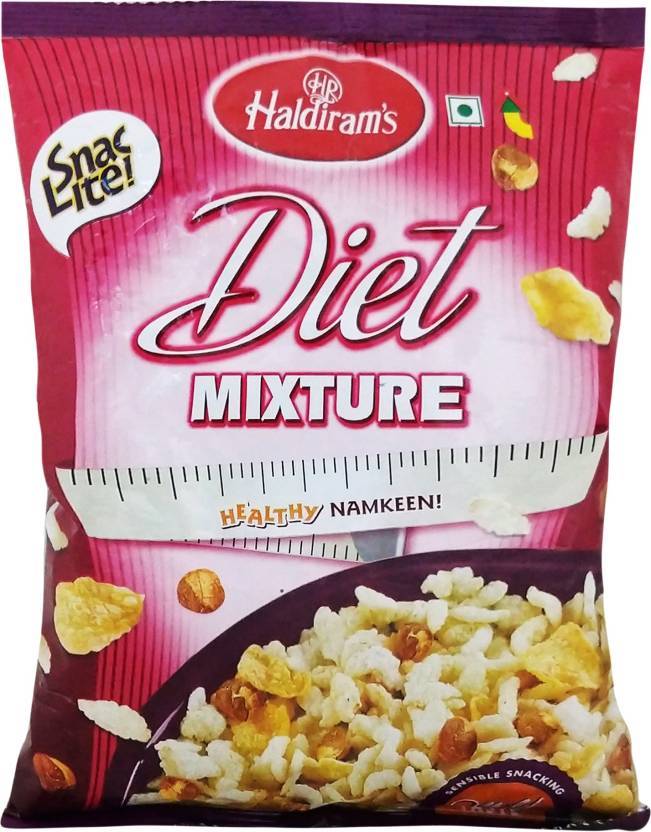 HR
Haldiram's
Snac
Lite!
Diet
MIXTURE
HEALTHY NAMKEEN!
SENSIBLE SNACKING